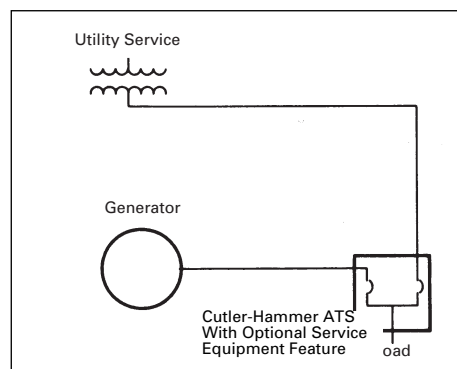 Utility Service
Generator
Cutler-Hammer ATS
With Optional Service
Equipment Feature
oad